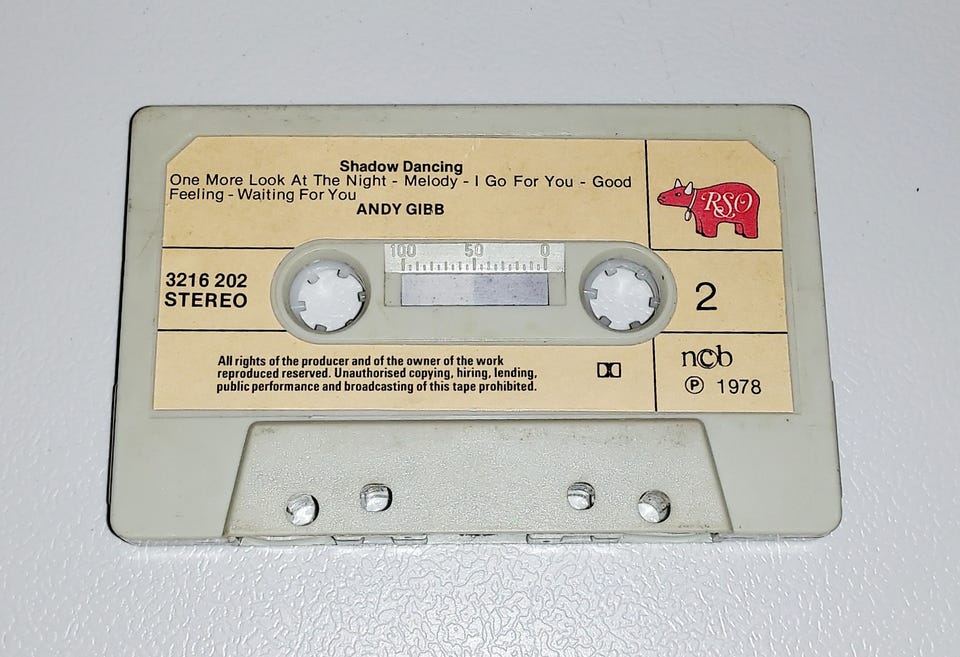 Shadow Dancing
One More Look At The Night - Melody - I Go For You - Good
Feeling - Waiting For You
ANDY GIBB
RSO
100 50 0
3216 202
STEREO
2
All rights of the producer and of the owner of the work
reproduced reserved. Unauthorised copying, hiring, lending,
public performance and broadcasting of this tape prohibited.
ncb
℗ 1978